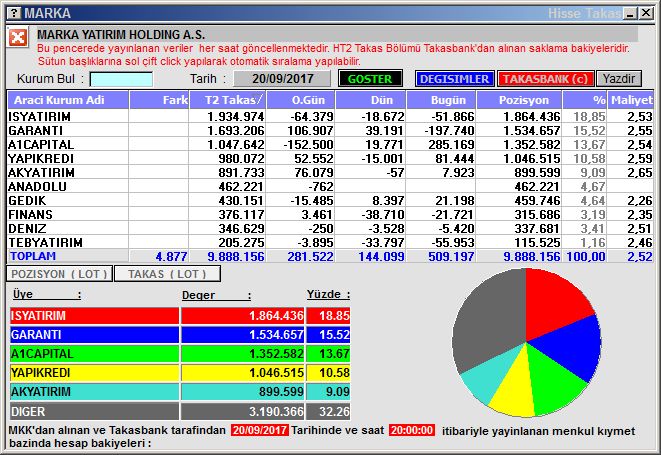 ? MARKA Hisse Takas
MARKA YATIRIM HOLDING A.S.
Bu pencerede yayınlanan veriler her saat göncellenmektedir. HT2 Takas Bölümü Takasbank'dan alınan saklama bakiyeleridir.
Sütun başlıklarına sol çift click yapılarak otomatik sıralama yapılabilir.
Kurum Bul : Tarih : 20/09/2017 GOSTER DEGISIMLER TAKASBANK (c) Yazdir
Araci Kurum Adi Fark T2 Takas/ O.Gün Dün Bugün Pozisyon % Maliyet
ISYATIRIM 1.934.974 -64.379 -18.672 -51.866 1.864.436 18,85 2,53
GARANTI 1.693.206 106.907 39.191 -197.740 1.534.657 15,52 2,55
A1CAPITAL 1.047.642 -152.500 19.771 285.169 1.352.582 13,67 2,54
YAPIKREDI 980.072 52.552 -15.001 81.444 1.046.515 10,58 2,59
AKYATIRIM 891.733 76.079 -57 7.923 899.599 9,09 2,65
ANADOLU 462.221 -762 462.221 4,67
GEDIK 430.151 -15.485 8.397 21.198 459.746 4,64 2,26
FINANS 376.117 3.461 -38.710 -21.721 315.686 3,19 2,35
DENIZ 346.629 -250 -3.528 -5.420 337.681 3,41 2,51
TEBYATIRIM 205.275 -3.895 -33.797 -55.953 115.525 1,16 2,46
TOPLAM 4.877 9.888.156 281.522 144.099 509.197 9.888.156 100,00 2,52
POZISYON ( LOT ) TAKAS ( LOT )
Üye : Deger : Yüzde :
ISYATIRIM 1.864.436 18.85
GARANTI 1.534.657 15.52
A1CAPITAL 1.352.582 13.67
YAPIKREDI 1.046.515 10.58
AKYATIRIM 899.599 9.09
DIGER 3.190.366 32.26
MKK'dan alınan ve Takasbank tarafından 20/09/2017 Tarihinde ve saat 20:00:00 itibariyle yayınlanan menkul kıymet
bazinda hesap bakiyeleri :